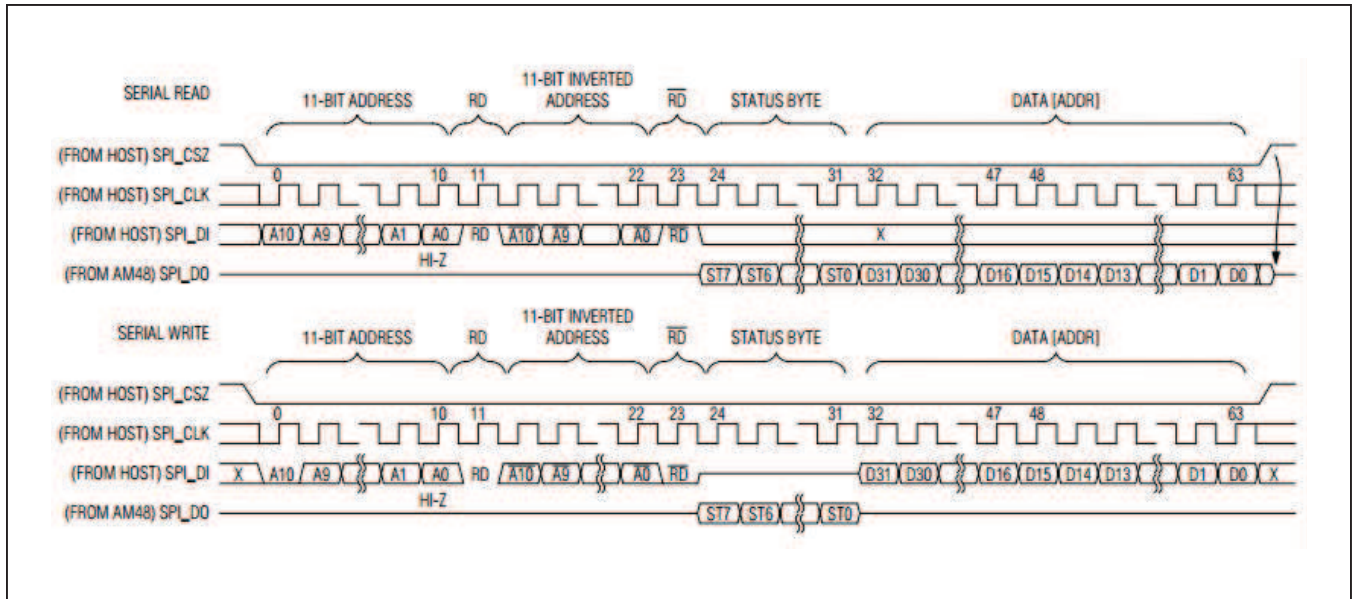 SERIAL READ
11-BIT ADDRESS
RD
11-BIT INVERTED
ADDRESS
RD
STATUS BYTE
DATA [ADDR]
(FROM HOST) SPI_CSZ
0 10 11 22 23 24 31 32 47 48 63
(FROM HOST) SPI_CLK
(FROM HOST) SPI_DI A10 A9 A1 A0 RD A10 A9 A0 RD X
HI-Z
(FROM AM48) SPI_DO ST7 ST6 ST0 D31 D30 D16 D15 D14 D13 D1 D0
SERIAL WRITE
11-BIT ADDRESS
RD
11-BIT INVERTED
ADDRESS
RD
STATUS BYTE
DATA [ADDR]
(FROM HOST) SPI_CSZ
0 10 11 22 23 24 31 32 47 48 63
(FROM HOST) SPI_CLK
(FROM HOST) SPI_DI X A10 A9 A1 A0 RD A10 A9 A0 RD D31 D30 D16 D15 D14 D13 D1 D0 X
HI-Z
(FROM AM48) SPI_DO ST7 ST6 ST0